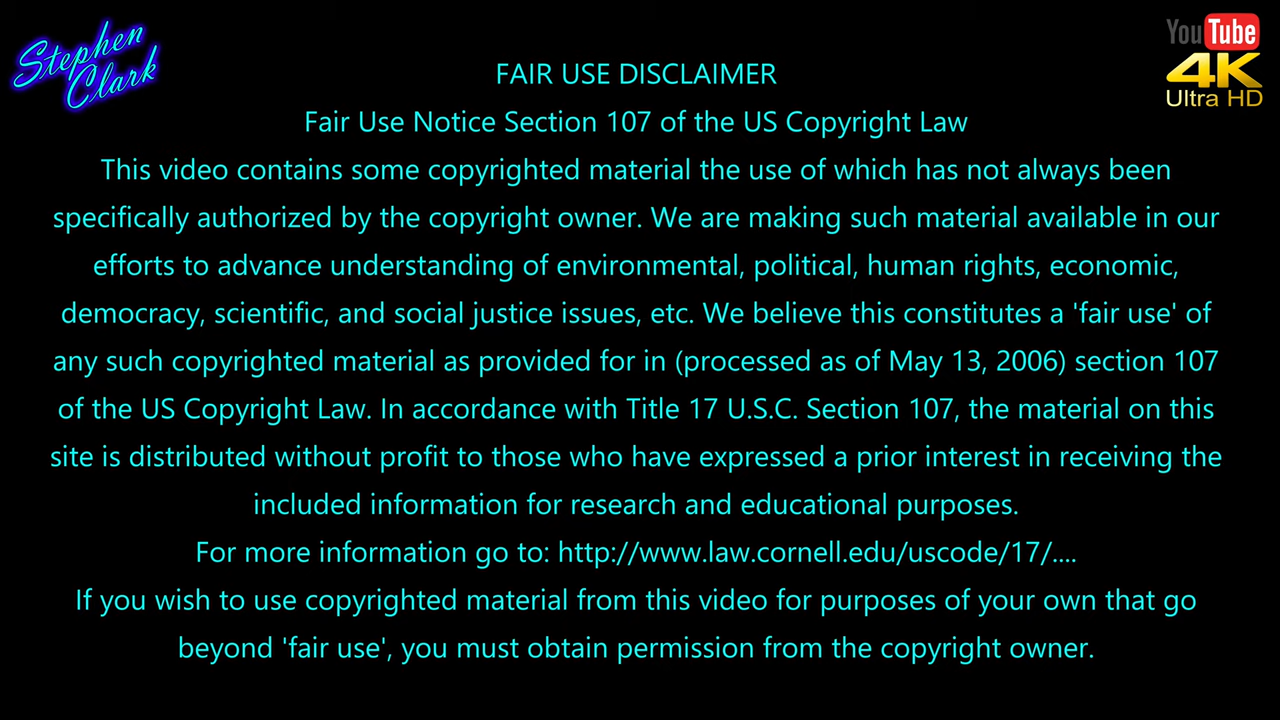 Stephen
Clark
YouTube
4K
Ultra HD
FAIR USE DISCLAIMER
Fair Use Notice Section 107 of the US Copyright Law
This video contains some copyrighted material the use of which has not always been
specifically authorized by the copyright owner. We are making such material available in our
efforts to advance understanding of environmental, political, human rights, economic,
democracy, scientific, and social justice issues, etc. We believe this constitutes a 'fair use' of
any such copyrighted material as provided for in (processed as of May 13, 2006) section 107
of the US Copyright Law. In accordance with Title 17 U.S.C. Section 107, the material on this
site is distributed without profit to those who have expressed a prior interest in receiving the
included information for research and educational purposes.
For more information go to: http://www.law.cornell.edu/uscode/17/....
If you wish to use copyrighted material from this video for purposes of your own that go
beyond 'fair use', you must obtain permission from the copyright owner.